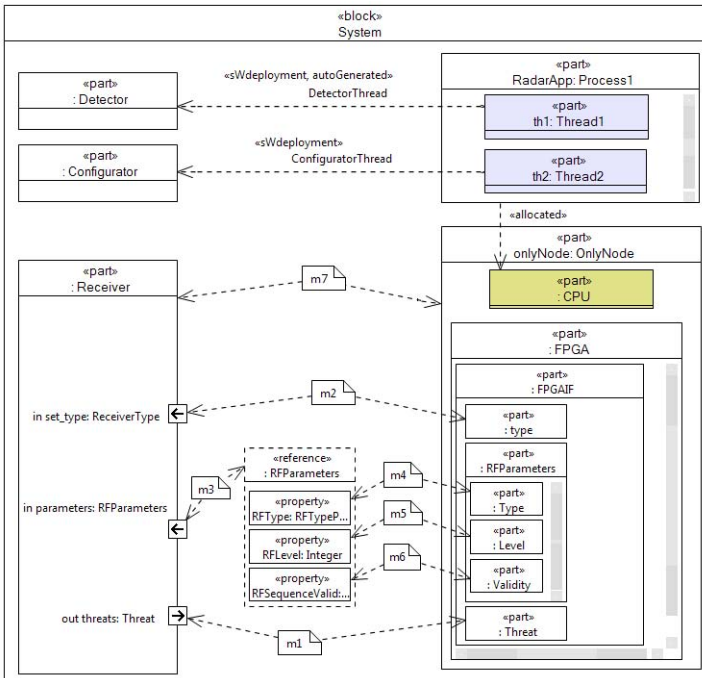 «block»
System
«part»
: Detector
«sWdeployment, autoGenerated»
DetectorThread
«part»
RadarApp: Process1
«part»
th1: Thread1
«part»
: Configurator
«sWdeployment»
ConfiguratorThread
«part»
th2: Thread2
«allocated»
«part»
: Receiver
m7
«part»
onlyNode: OnlyNode
«part»
: CPU
«part»
: FPGA
«part»
: FPGAIF
in set_type: ReceiverType
m2
«part»
: type
«reference»
: RFParameters
«part»
: RFParameters
m3
m4
in parameters: RFParameters
«property»
RFType: RFTypeP...
m5
«part»
: Type
«property»
RFLevel: Integer
m6
«part»
: Level
«property»
RFSequenceValid:...
«part»
: Validity
out threats: Threat
m1
«part»
: Threat